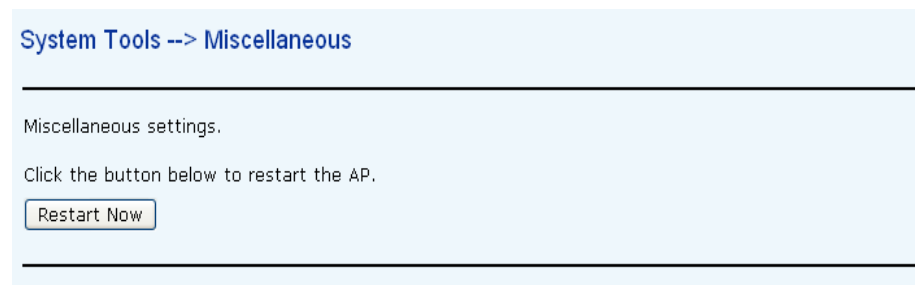 System Tools --> Miscellaneous
Miscellaneous settings.
Click the button below to restart the AP.
Restart Now